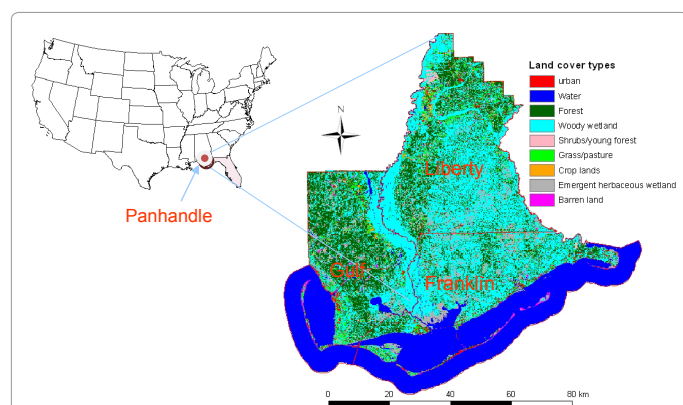 Land cover types
urban
Water
Forest
Woody wetland
Shrubs/young forest
Grass/pasture
Crop lands
Emergent herbaceous wetland
Barren land
N
Liberty
Panhandle
Gulf
Franklin
0 20 40 60 80 km